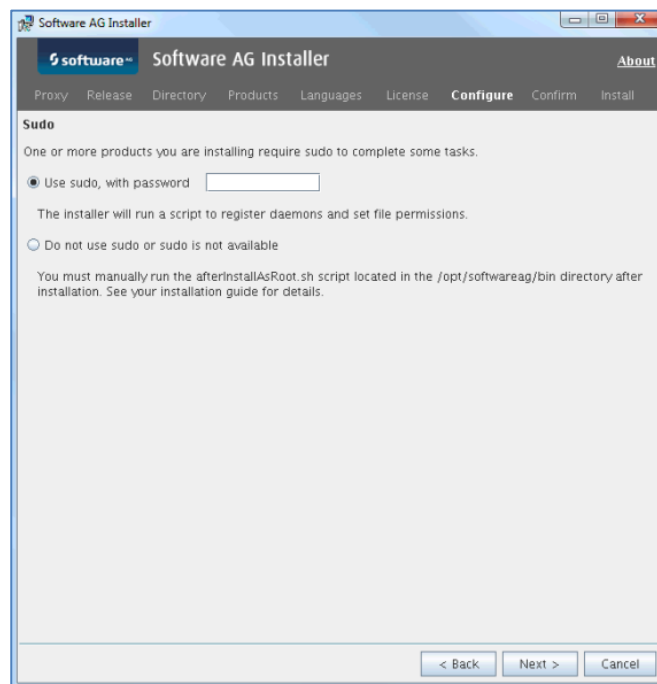 Software AG Installer
software AG Software AG Installer About
Proxy Release Directory Products Languages License Configure Confirm Install
Sudo
One or more products you are installing require sudo to complete some tasks.
Use sudo, with password
The installer will run a script to register daemons and set file permissions.
Do not use sudo or sudo is not available
You must manually run the afterInstallAsRoot.sh script located in the /opt/softwareag/bin directory after
installation. See your installation guide for details.
< Back Next > Cancel